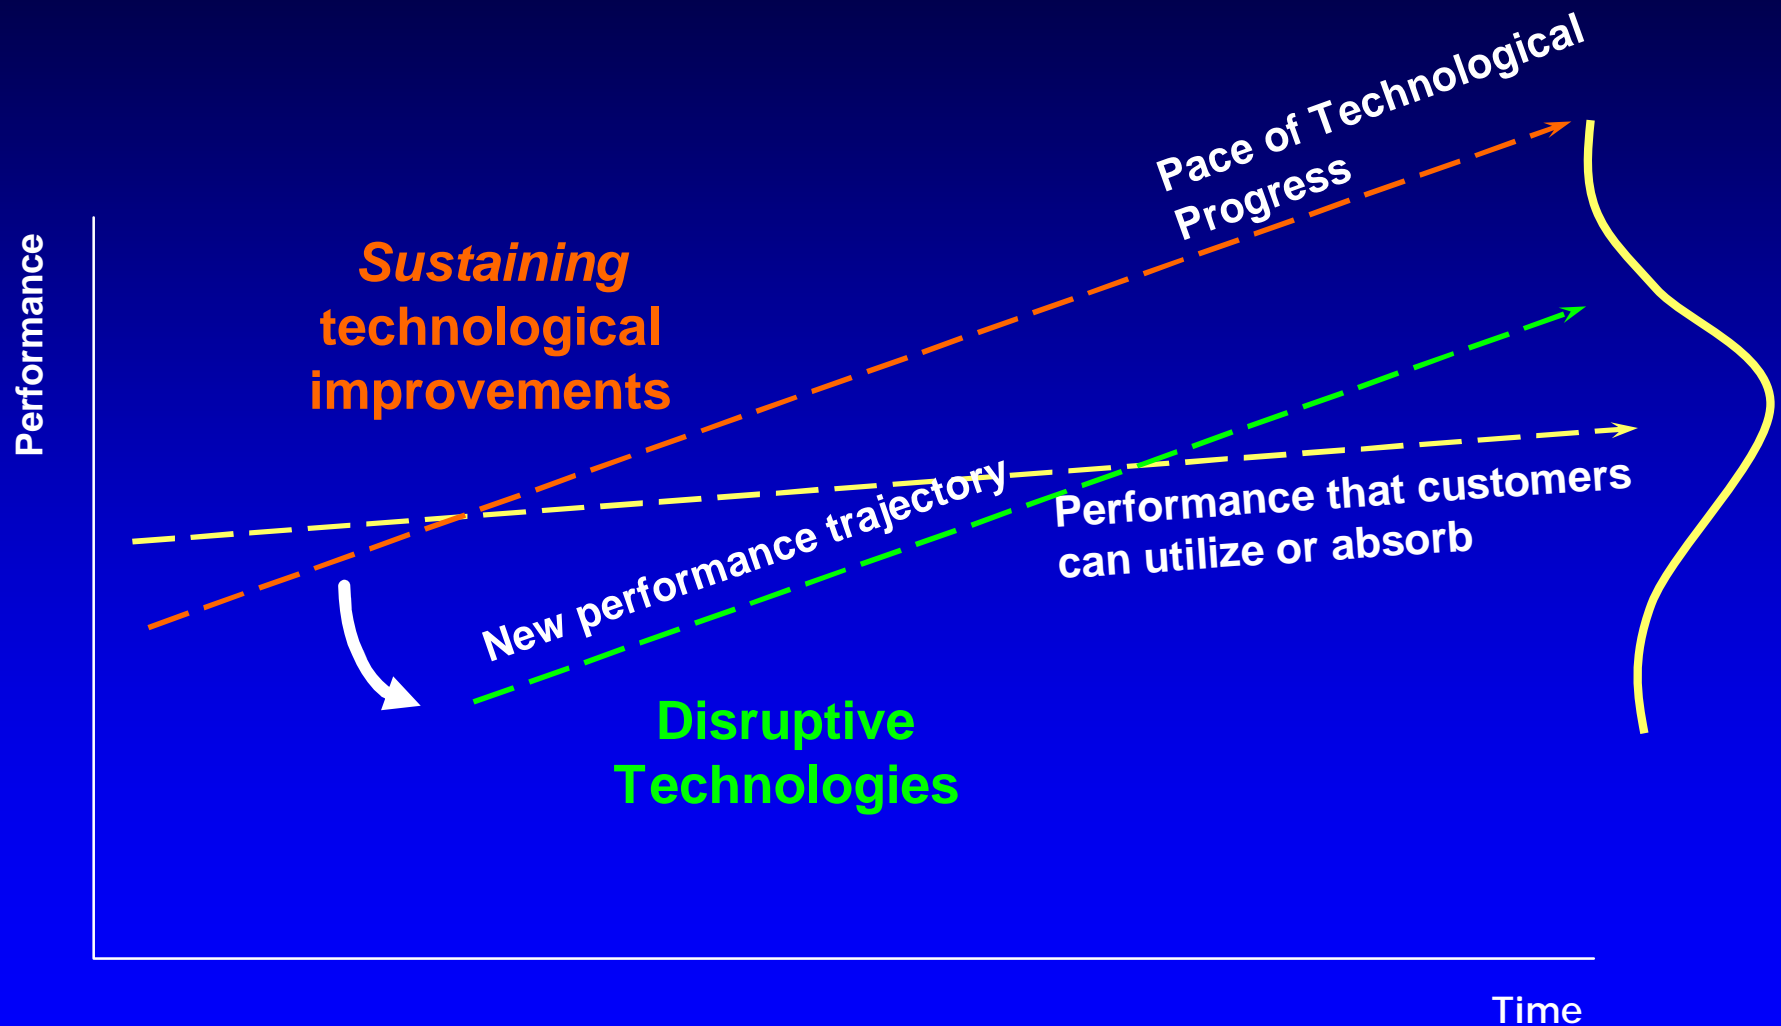 Pace of Technological
Progress
Performance
Sustaining
technological
improvements
New performance trajectory
Performance that customers
can utilize or absorb
Disruptive
Technologies
Time